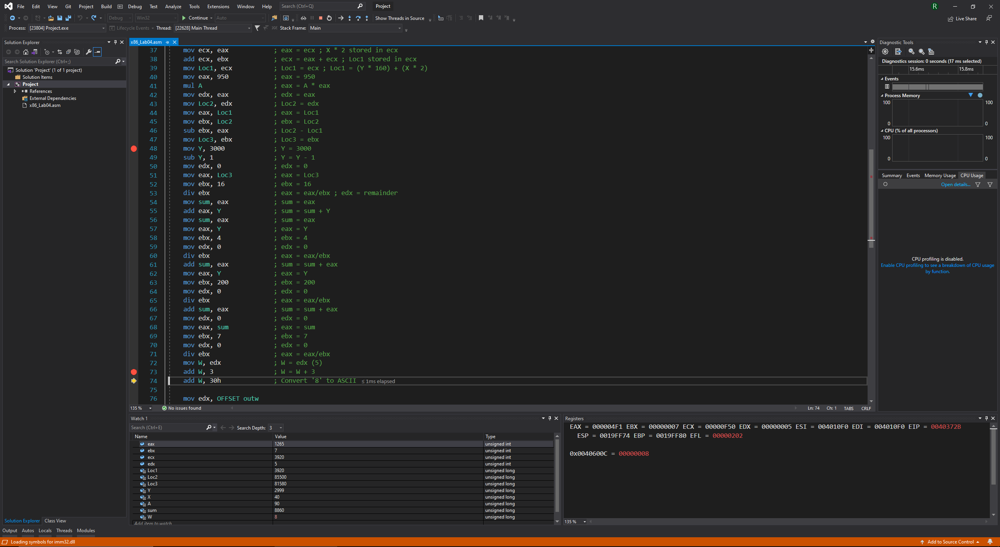 File Edit View Git Project Build Debug Test Analyze Tools Extensions Window Help Search (Ctrl+Q) Project R
Debug Win32 Continue Auto Show Threads in Source Live Share
Process: [23804] Project.exe Lifecycle Events Thread: [22628] Main Thread Stack Frame: Main
Solution Explorer
Search Solution Explorer (Ctrl+;)
Solution 'Project' (1 of 1 project)
Solution Items
Project
References
External Dependencies
x86_Lab04.asm
Solution Explorer Class View
x86_Lab04.asm
37 mov ecx, eax ; eax = ecx ; X * 2 stored in ecx
38 add ecx, ebx ; ecx = eax + ecx ; Loc1 stored in ecx
39 mov Loc1, ecx ; Loc1 = ecx ; Loc1 = (Y * 160) + (X * 2)
40 mov eax, 950 ; eax = 950
41 mul A ; eax = A * eax
42 mov edx, eax ; edx = eax
43 mov Loc2, edx ; Loc2 = edx
44 mov eax, Loc1 ; eax = Loc1
45 mov ebx, Loc2 ; ebx = Loc2
46 sub ebx, eax ; Loc2 - Loc1
47 mov Loc3, ebx ; Loc3 = ebx
48 mov Y, 3000 ; Y = 3000
49 sub Y, 1 ; Y = Y - 1
50 mov edx, 0 ; edx = 0
51 mov eax, Loc3 ; eax = Loc3
52 mov ebx, 16 ; ebx = 16
53 div ebx ; eax = eax/ebx ; edx = remainder
54 mov sum, eax ; sum = eax
55 add eax, Y ; sum = sum + Y
56 mov sum, eax ; sum = eax
57 mov eax, Y ; eax = Y
58 mov ebx, 4 ; ebx = 4
59 mov edx, 0 ; edx = 0
60 div ebx ; eax = eax/ebx
61 add sum, eax ; sum = sum + eax
62 mov eax, Y ; eax = Y
63 mov ebx, 200 ; ebx = 200
64 mov edx, 0 ; edx = 0
65 div ebx ; eax = eax/ebx
66 add sum, eax ; sum = sum + eax
67 mov edx, 0 ; edx = 0
68 mov eax, sum ; eax = sum
69 mov ebx, 7 ; ebx = 7
70 mov edx, 0 ; edx = 0
71 div ebx ; eax = eax/ebx
72 mov W, edx ; W = edx (5)
73 add W, 3 ; W = W + 3
74 add W, 30h ; Convert '8' to ASCII ≤ 1ms elapsed
75
76 mov edx, OFFSET outw
135 % No issues found Ln: 74 Ch: 1 TABS CRLF
Diagnostic Tools
Diagnostics session: 0 seconds (17 ms selected)
15.6ms 15.8ms
Events
Process Memory
100 100
0 0
CPU (% of all processors)
100 100
0 0
Summary Events Memory Usage CPU Usage
Open details...
CPU profiling is disabled.
Enable CPU profiling to see a breakdown of CPU usage
by function.
Watch 1
Search (Ctrl+E) Search Depth: 3
Name Value Type
eax 1265 unsigned int
ebx 7 unsigned int
ecx 3920 unsigned int
edx 5 unsigned int
Loc1 3920 unsigned long
Loc2 85500 unsigned long
Loc3 81580 unsigned long
Y 2999 unsigned long
X 40 unsigned long
A 90 unsigned long
sum 8860 unsigned long
W 8 unsigned long
Add item to watch
Registers
EAX = 000004F1 EBX = 00000007 ECX = 00000F50 EDX = 00000005 ESI = 004010F0 EDI = 004010F0 EIP = 0040372B
ESP = 0019FF74 EBP = 0019FF80 EFL = 00000202
0x0040600C = 00000008
135 %
Output Autos Locals Threads Modules
Loading symbols for imm32.dll Add to Source Control